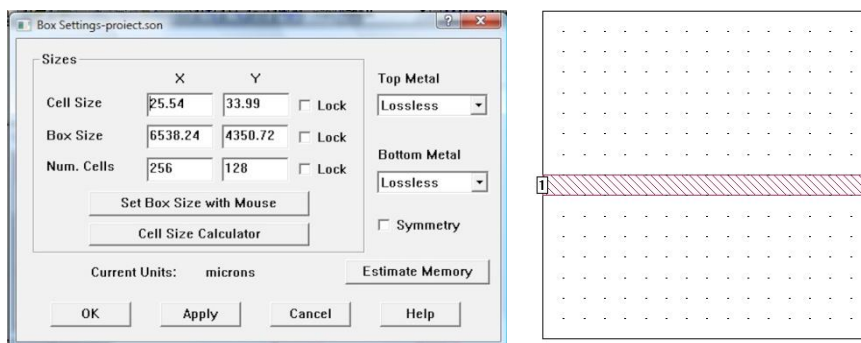 Box Settings-project.son
Sizes
X Y
Top Metal
Cell Size 25.54 33.99 Lock
Lossless
Box Size 6538.24 4350.72 Lock
Bottom Metal
Num. Cells 256 128 Lock
Lossless
Set Box Size with Mouse
Symmetry
Cell Size Calculator
Current Units: microns
Estimate Memory
OK Apply Cancel Help
1